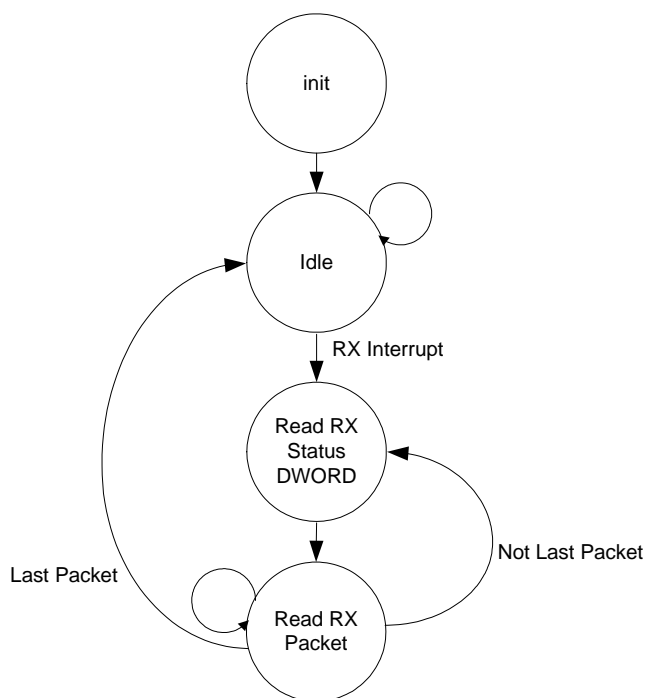 init
Idle
RX Interrupt
Read RX
Status
DWORD
Not Last Packet
Last Packet
Read RX
Packet